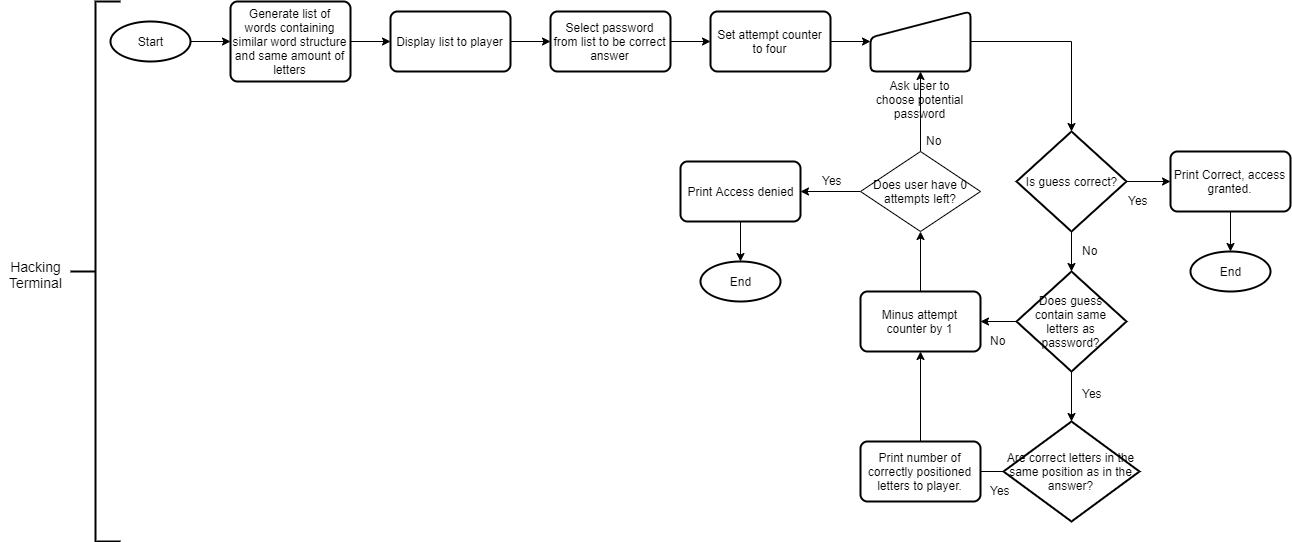 Hacking
Terminal
Start
Generate list of
words containing
similar word structure
and same amount of
letters
Display list to player
Select password
from list to be correct
answer
Set attempt counter
to four
Ask user to
choose potential
password
No
Does user have 0
attempts left?
Yes
Print Access denied
End
Is guess correct?
Yes
Print Correct, access
granted.
End
No
Does guess
contain same
letters as
password?
No
Minus attempt
counter by 1
Yes
Are correct letters in the
same position as in the
answer?
Yes
Print number of
correctly positioned
letters to player.